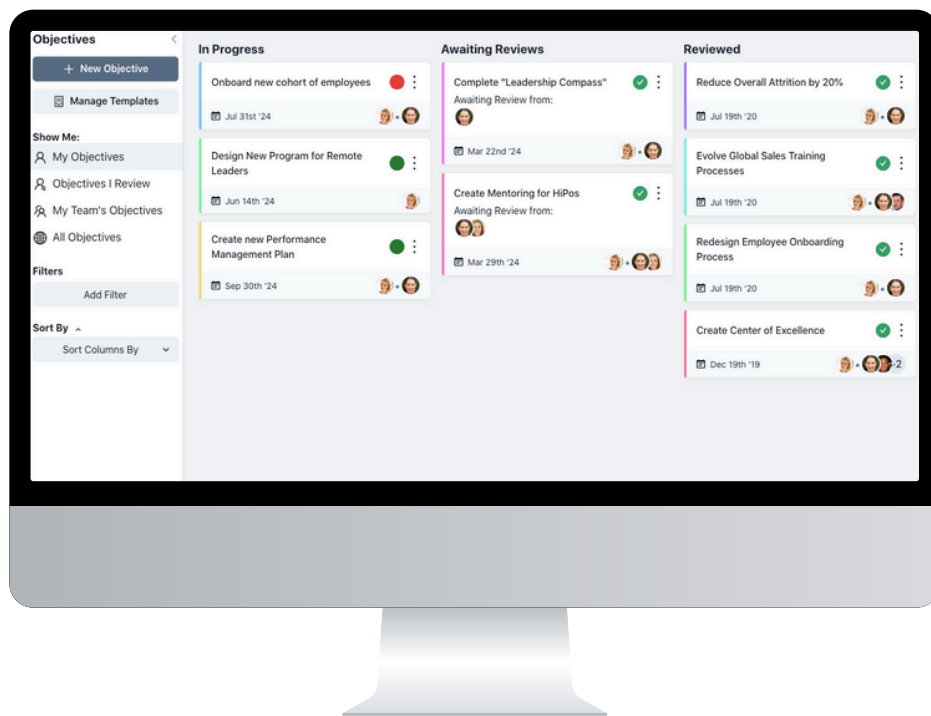 Objectives
+ New Objective
Manage Templates
Show Me:
My Objectives
Objectives I Review
My Team's Objectives
All Objectives
Filters
Add Filter
Sort By
Sort Columns By
In Progress
Onboard new cohort of employees
Jul 31st '24
Design New Program for Remote
Leaders
Jun 14th '24
Create new Performance
Management Plan
Sep 30th '24
Awaiting Reviews
Complete "Leadership Compass"
Awaiting Review from:
Mar 22nd '24
Create Mentoring for HiPos
Awaiting Review from:
Mar 29th '24
Reviewed
Reduce Overall Attrition by 20%
Jul 19th '20
Evolve Global Sales Training
Processes
Jul 19th '20
Redesign Employee Onboarding
Process
Jul 19th '20
Create Center of Excellence
Dec 19th '19
-2